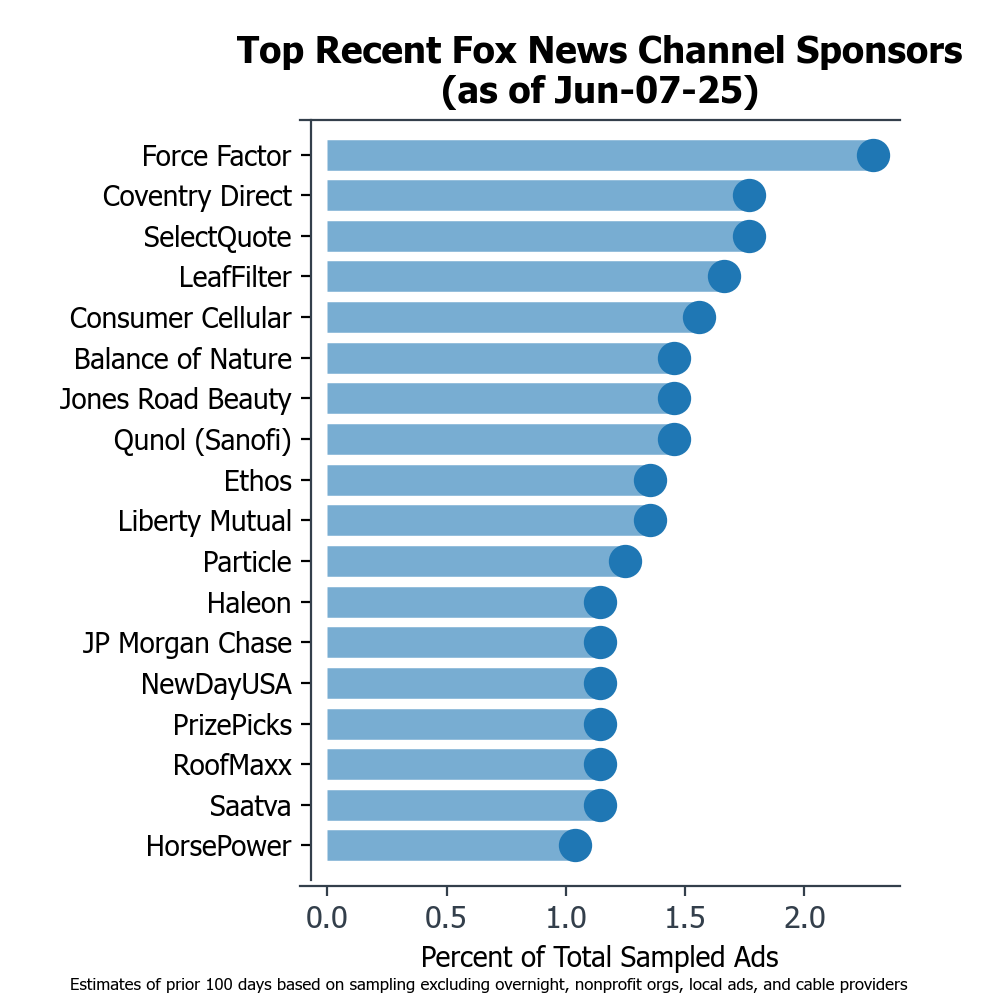 Top Recent Fox News Channel Sponsors
(as of Jun-07-25)
Force Factor
Coventry Direct
SelectQuote
LeafFilter
Consumer Cellular
Balance of Nature
Jones Road Beauty
Qunol (Sanofi)
Ethos
Liberty Mutual
Particle
Haleon
JP Morgan Chase
NewDayUSA
PrizePicks
RoofMaxx
Saatva
HorsePower
0.0 0.5 1.0 1.5 2.0
Percent of Total Sampled Ads
Estimates of prior 100 days based on sampling excluding overnight, nonprofit orgs, local ads, and cable providers